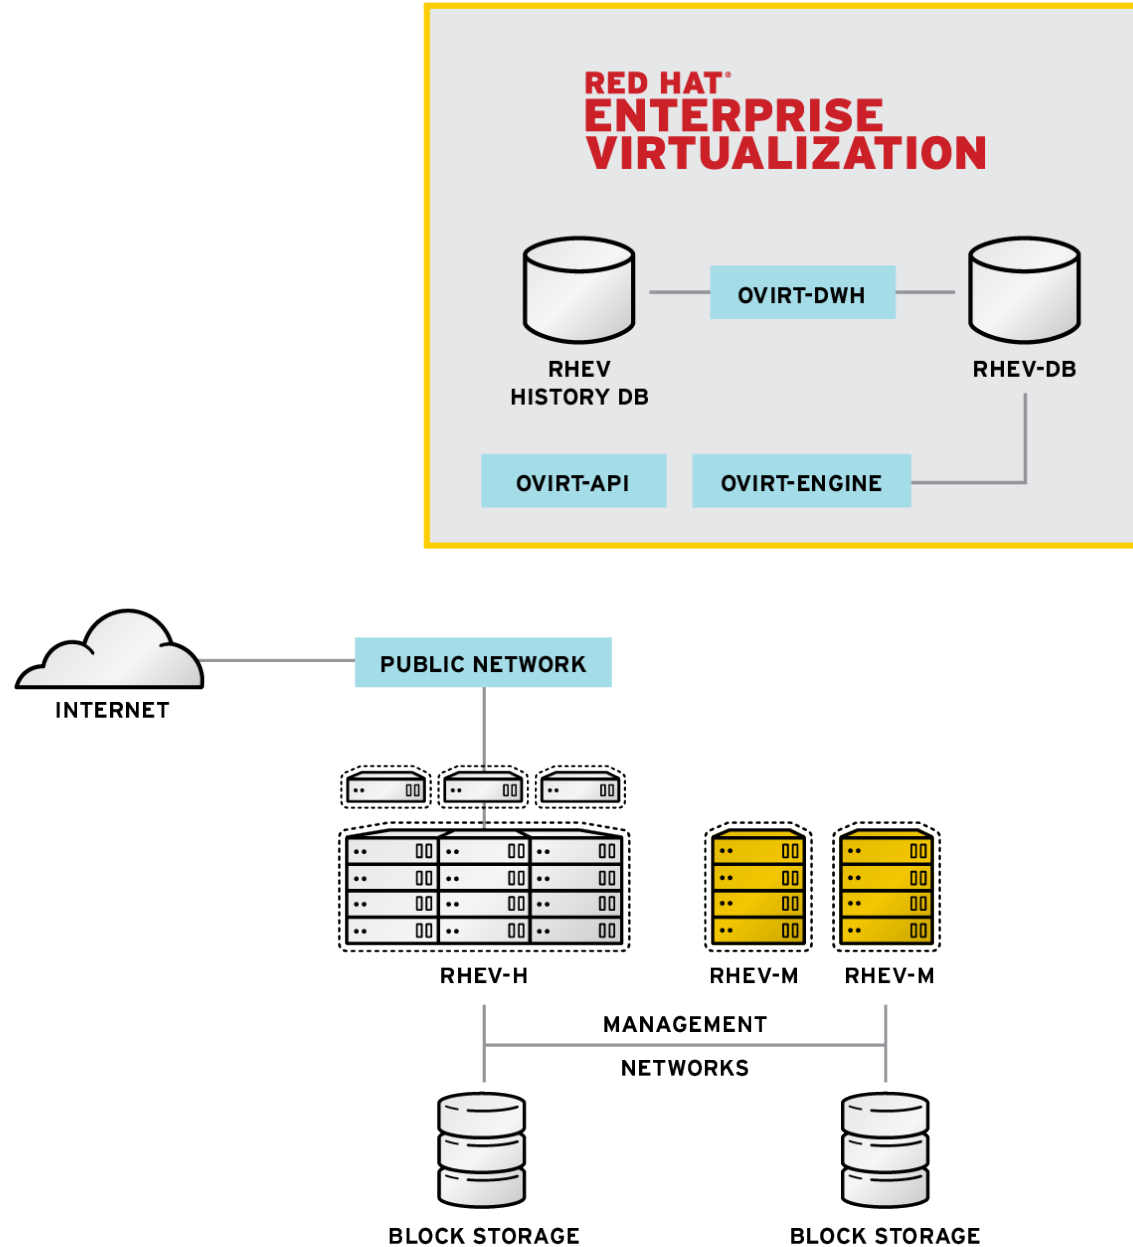 RED HAT®
ENTERPRISE
VIRTUALIZATION
OVIRT-DWH
RHEV
HISTORY DB
RHEV-DB
OVIRT-API
OVIRT-ENGINE
PUBLIC NETWORK
INTERNET
RHEV-H
RHEV-M
RHEV-M
MANAGEMENT
NETWORKS
BLOCK STORAGE
BLOCK STORAGE